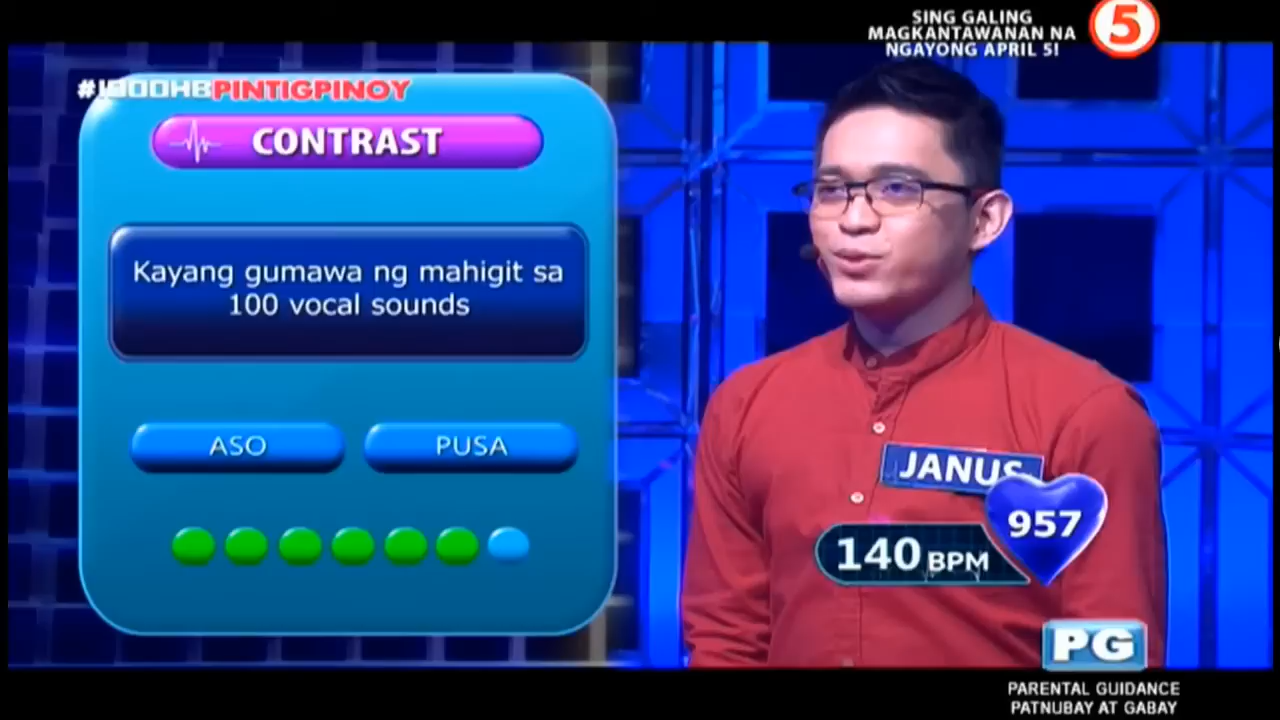 SING GALING
MAGKANTAWANAN NA
NGAYONG APRIL 5!
5
#1000HBPINTIGPINOY
CONTRAST
Kayang gumawa ng mahigit sa
100 vocal sounds
ASO
PUSA
JANUS
957
140 BPM
PG
PARENTAL GUIDANCE
PATNUBAY AT GABAY